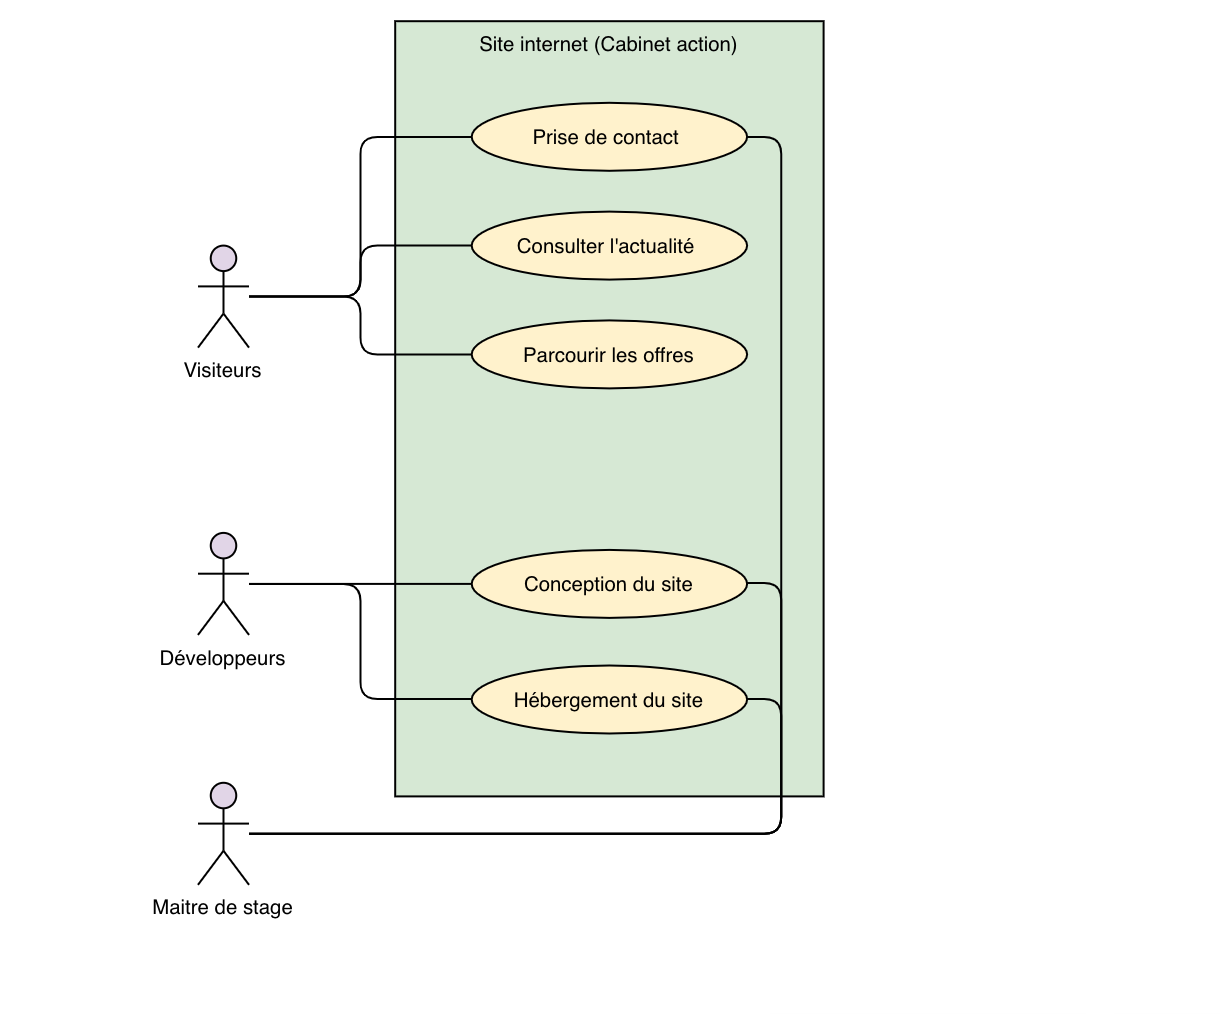 Site internet (Cabinet action)
Prise de contact
Consulter l'actualité
Parcourir les offres
Visiteurs
Conception du site
Développeurs
Hébergement du site
Maitre de stage